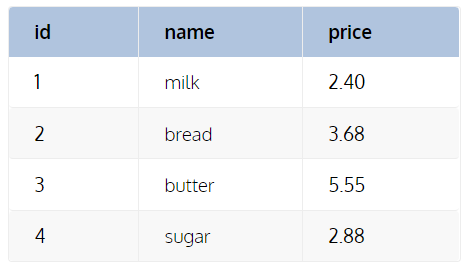 id name price
1 milk 2.40
2 bread 3.68
3 butter 5.55
4 sugar 2.88